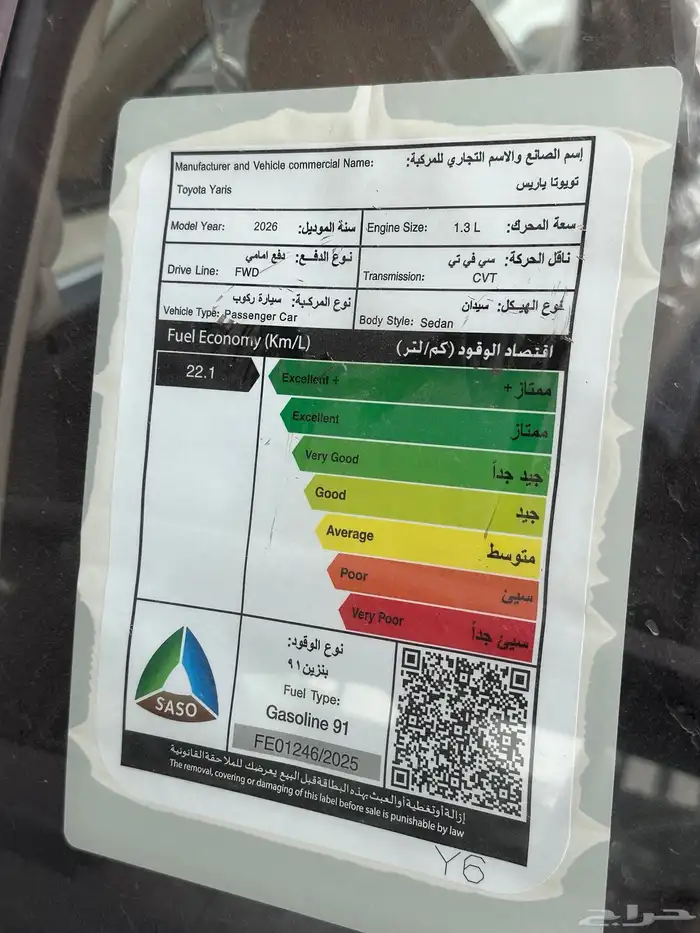 Manufacturer and Vehicle commercial Name: إسم الصانع والاسم التجاري للمركبة:
Toyota Yaris تويوتا ياريس
Model Year: 2026 سنة الموديل:
Engine Size: 1.3 L سعة المحرك:
نوع الدفع: دفع امامي
Drive Line: FWD
ناقل الحركة: سي في تي
Transmission: CVT
نوع المركبة: سيارة ركوب
Vehicle Type: Passenger Car
نوع الهيكل: سيدان
Body Style: Sedan
Fuel Economy (Km/L) اقتصاد الوقود (كم/لتر)
22.1
Excellent + ممتاز +
Excellent ممتاز
Very Good جيد جداً
Good جيد
Average متوسط
Poor سيئ
Very Poor سيئ جداً
SASO
نوع الوقود:
بنزين ٩١
Fuel Type:
Gasoline 91
FE01246/2025
إزالة أو تغطية أو العبث بهذه البطاقة قبل البيع يعرضك للملاحقة القانونية
The removal, covering or damaging of this label before sale is punishable by law
Y6
حراج